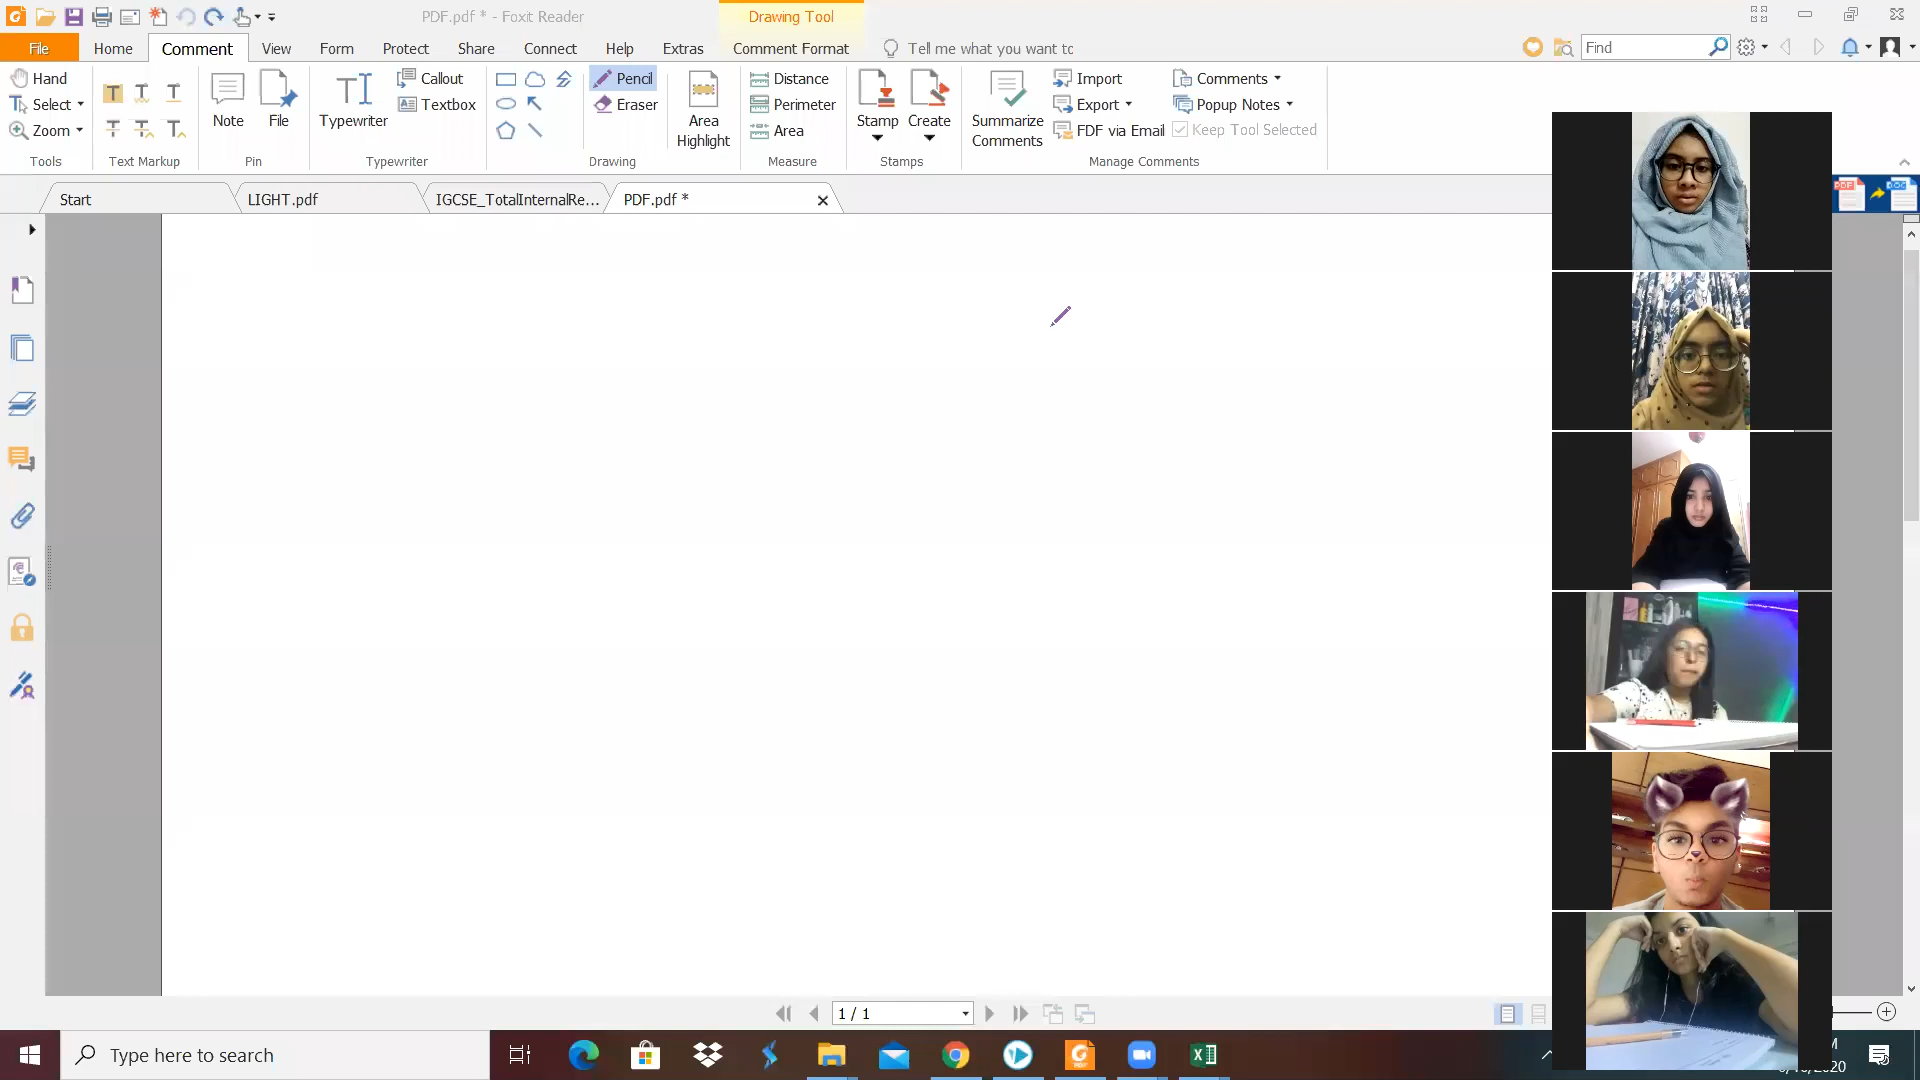 PDF.pdf * - Foxit Reader
Drawing Tool
File
Home
Comment
View
Form
Protect
Share
Connect
Help
Extras
Comment Format
Tell me what you want to
Find
Hand
Select
Zoom
Tools
Text Markup
Note
File
Pin
Typewriter
Callout
Textbox
Typewriter
Pencil
Eraser
Drawing
Area
Highlight
Distance
Perimeter
Area
Measure
Stamp
Create
Stamps
Summarize
Comments
Import
Export
FDF via Email
Comments
Popup Notes
Keep Tool Selected
Manage Comments
Start
LIGHT.pdf
IGCSE_TotalInternalRe...
PDF.pdf *
PDF
1 / 1
Type here to search